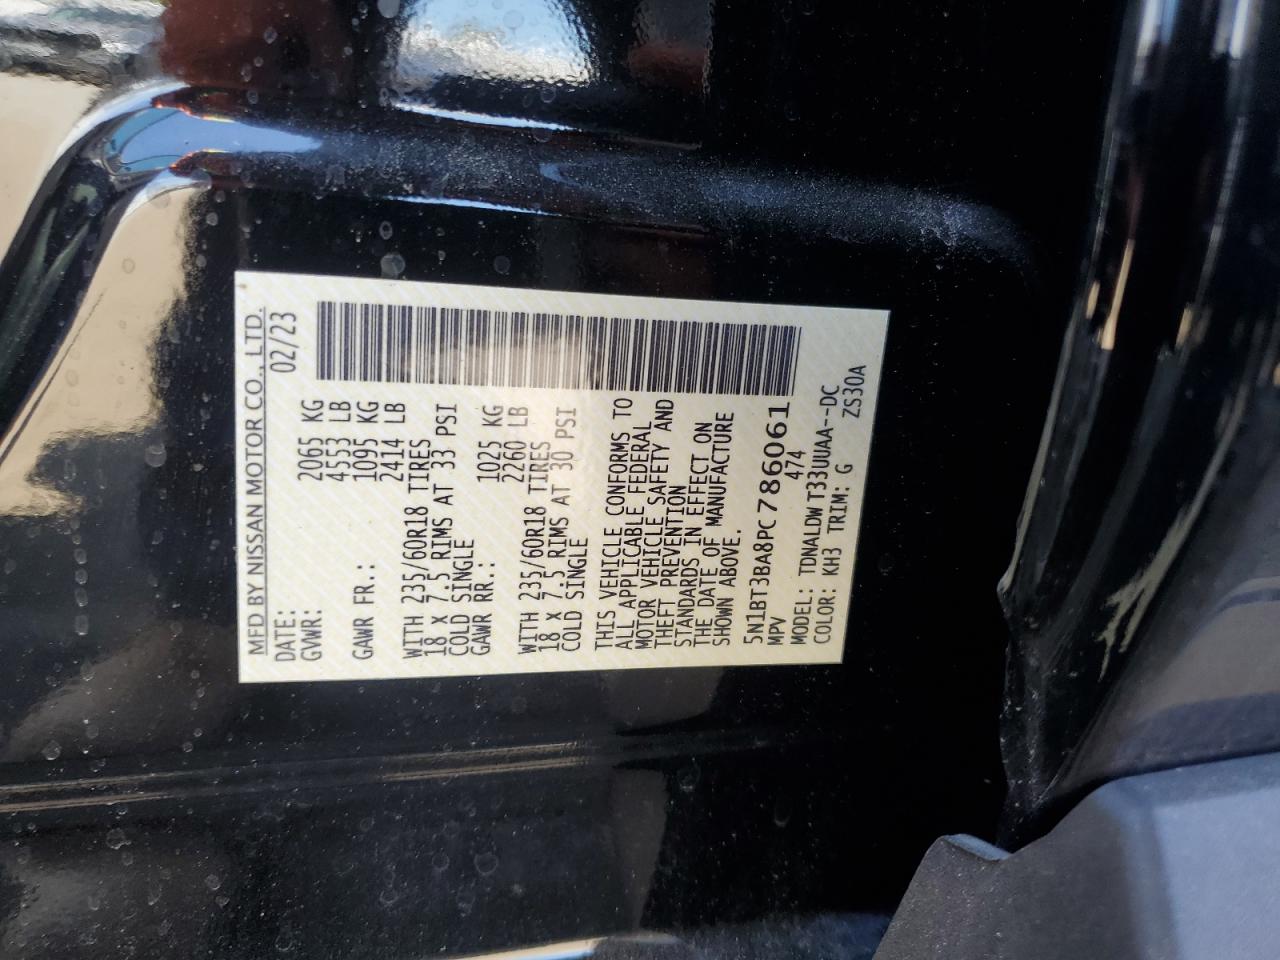 MFD BY NISSAN MOTOR CO., LTD.
DATE: 02/23
GVWR: 2065 KG
4553 LB
GAWR FR.: 1095 KG
2414 LB
WITH 235/60R18 TIRES
18 X 7.5 RIMS AT 33 PSI
COLD SINGLE
GAWR RR.: 1025 KG
2260 LB
WITH 235/60R18 TIRES
18 X 7.5 RIMS AT 30 PSI
COLD SINGLE
THIS VEHICLE CONFORMS TO
ALL APPLICABLE FEDERAL
MOTOR VEHICLE SAFETY AND
THEFT PREVENTION
STANDARDS IN EFFECT ON
THE DATE OF MANUFACTURE
SHOWN ABOVE.
5N1BT3BA8PC786061
MPV 474
MODEL: TDNALDWT33UUAA--DC
COLOR: KH3 TRIM: G ZS30A